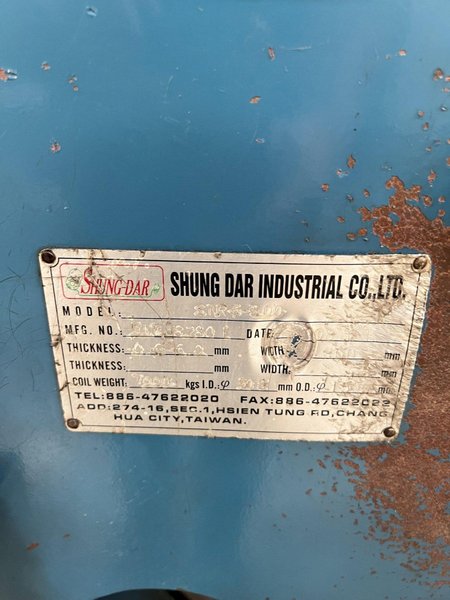 SHUNG DAR SHUNG DAR INDUSTRIAL CO.,LTD.
MODEL:
MFG. NO.: DATE:
THICKNESS: mm WIDTH: mm
THICKNESS: mm WIDTH: mm
COIL WEIGHT: kgs I.D.:φ mm O.D.:φ
TEL:886-47622020 FAX:886-47622022
ADD:274-16,SEC.1,HSIEN TUNG RD,CHANG
HUA CITY,TAIWAN.